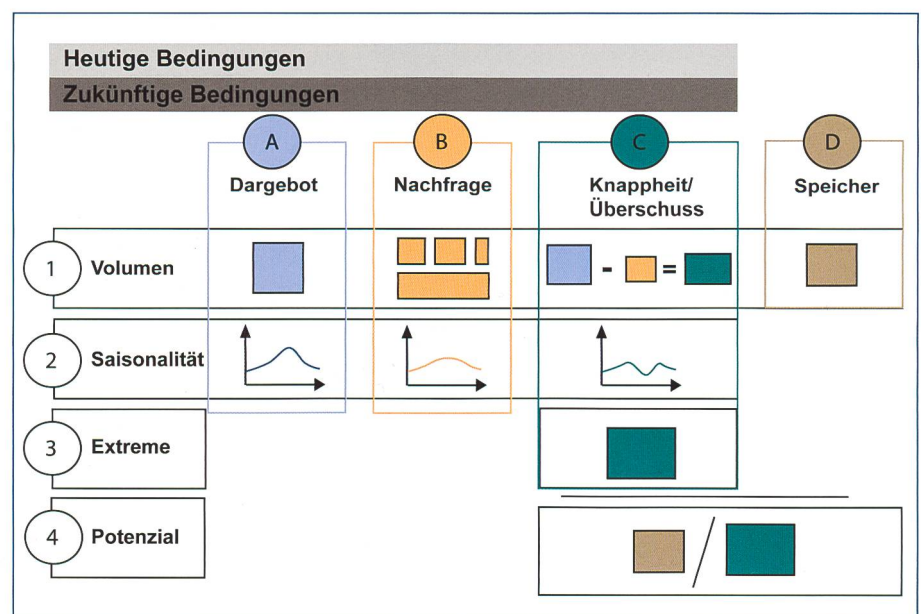 Heutige Bedingungen
Zukünftige Bedingungen
A
B
C
D
Dargebot
Nachfrage
Knappheit/
Überschuss
Speicher
1
Volumen
- =
2
Saisonalität
3
Extreme
4
Potenzial
/